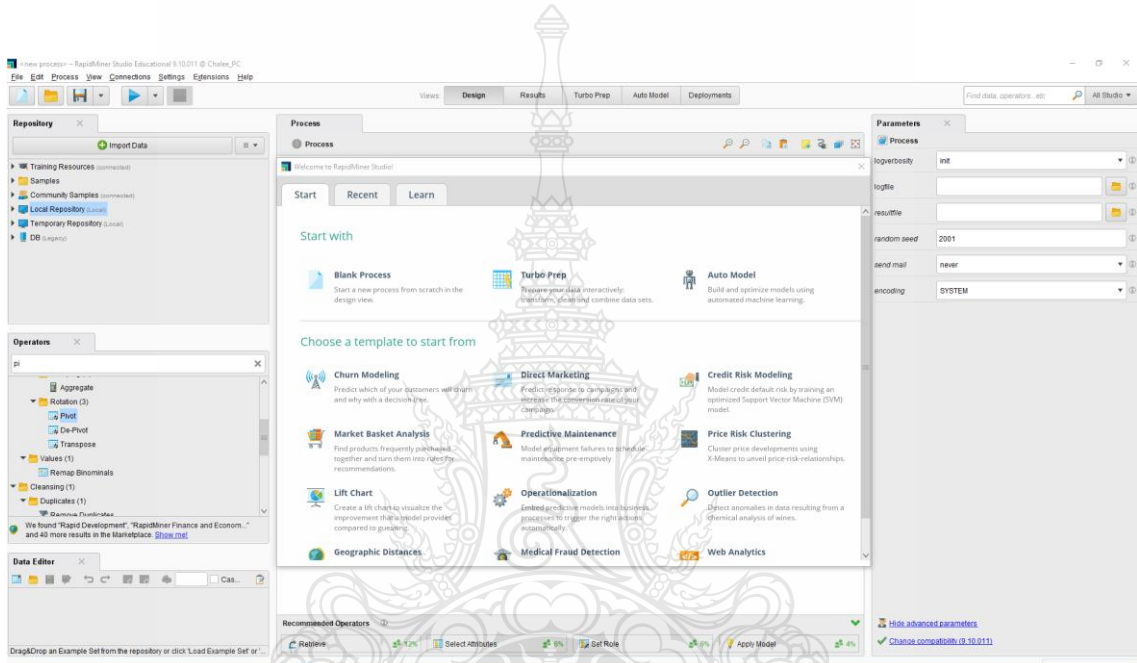 <new process> – RapidMiner Studio Educational 9.10.011 @ Chalee_PC
File Edit Process View Connections Settings Extensions Help
Views: Design Results Turbo Prep Auto Model Deployments
Find data, operators...etc All Studio
Repository
Import Data
Training Resources (connected)
Samples
Community Samples (connected)
Local Repository (Local)
Temporary Repository (Local)
DB (Legacy)
Operators
pi
Aggregate
Rotation (3)
Pivot
De-Pivot
Transpose
Values (1)
Remap Binominals
Cleansing (1)
Duplicates (1)
Remove Duplicates
We found "Rapid Development", "RapidMiner Finance and Econom..."
and 40 more results in the Marketplace. Show me!
Data Editor
Cas...
Drag&Drop an Example Set from the repository or click 'Load Example Set' or '...
Process
Process
Welcome to RapidMiner Studio!
Start Recent Learn
Start with
Blank Process
Start a new process from scratch in the
design view.
Turbo Prep
Prepare your data interactively:
transform, clean and combine data sets.
Auto Model
Build and optimize models using
automated machine learning.
Choose a template to start from
Churn Modeling
Predict which of your customers will churn
and why with a decision tree.
Direct Marketing
Predict response to campaigns and
increase the conversion rate of your
campaign.
Credit Risk Modeling
Model credit default risk by training an
optimized Support Vector Machine (SVM)
model.
Market Basket Analysis
Find products frequently purchased
together and turn them into rules for
recommendations.
Predictive Maintenance
Model equipment failures to schedule
maintenance pre-emptively
Price Risk Clustering
Cluster price developments using
X-Means to unveil price-risk-relationships.
Lift Chart
Create a lift chart to visualize the
improvement that a model provides
compared to guessing.
Operationalization
Embed predictive models into business
processes to trigger the right actions
automatically.
Outlier Detection
Detect anomalies in data resulting from a
chemical analysis of wines.
Geographic Distances
Medical Fraud Detection
Web Analytics
Recommended Operators
Retrieve 12% Select Attributes 6% Set Role 6% Apply Model 4%
Parameters
Process
logverbosity init
logfile
resultfile
random seed 2001
send mail never
encoding SYSTEM
Hide advanced parameters
Change compatibility (9.10.011)